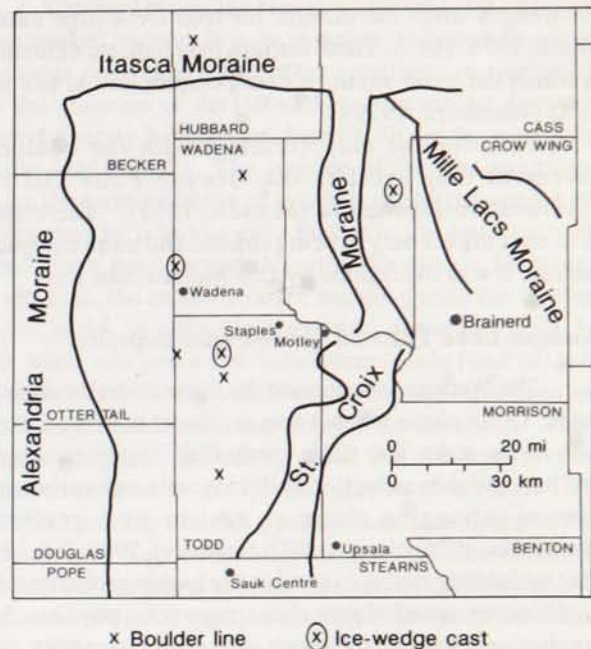 Itasca Moraine
HUBBARD
WADENA
CASS
CROW WING
BECKER
Mille Lacs Moraine
Moraine
Moraine
Wadena
Staples
Motley
Brainerd
St. Croix
OTTER TAIL
MORRISON
Alexandria
0 20 mi
0 30 km
DOUGLAS
POPE
TODD
Upsala
STEARNS
BENTON
Sauk Centre
x Boulder line
ⓧ Ice-wedge cast